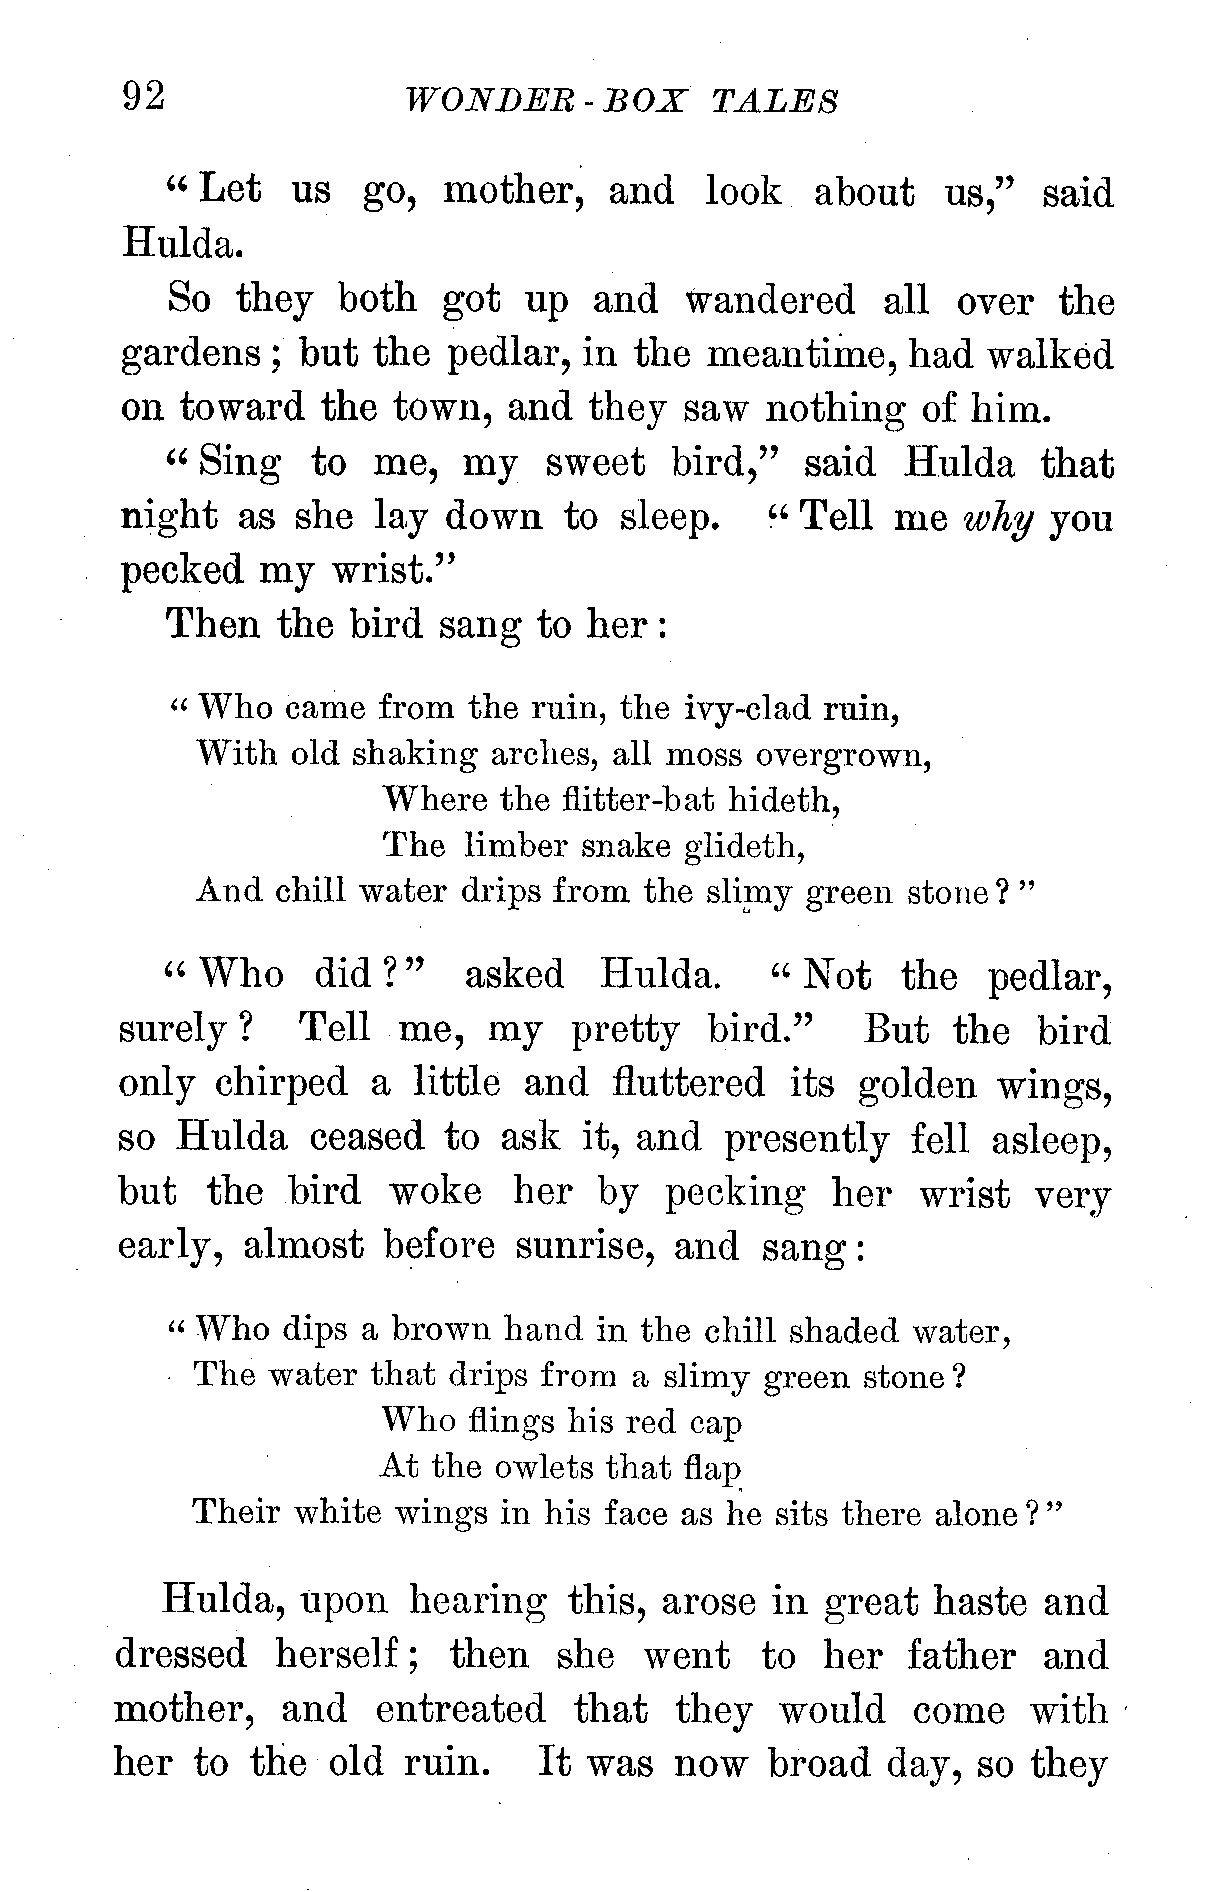 92 WONDER-BOX TALES
“Let us go, mother, and look about us,” said
Hulda.
So they both got up and wandered all over the
gardens; but the pedlar, in the meantime, had walked
on toward the town, and they saw nothing of him.
“Sing to me, my sweet bird,” said Hulda that
night as she lay down to sleep. “Tell me why you
pecked my wrist.”
Then the bird sang to her:
“Who came from the ruin, the ivy-clad ruin,
With old shaking arches, all moss overgrown,
Where the flitter-bat hideth,
The limber snake glideth,
And chill water drips from the slimy green stone?”
“Who did?” asked Hulda. “Not the pedlar,
surely? Tell me, my pretty bird.” But the bird
only chirped a little and fluttered its golden wings,
so Hulda ceased to ask it, and presently fell asleep,
but the bird woke her by pecking her wrist very
early, almost before sunrise, and sang:
“Who dips a brown hand in the chill shaded water,
The water that drips from a slimy green stone?
Who flings his red cap
At the owlets that flap
Their white wings in his face as he sits there alone?”
Hulda, upon hearing this, arose in great haste and
dressed herself; then she went to her father and
mother, and entreated that they would come with
her to the old ruin. It was now broad day, so they